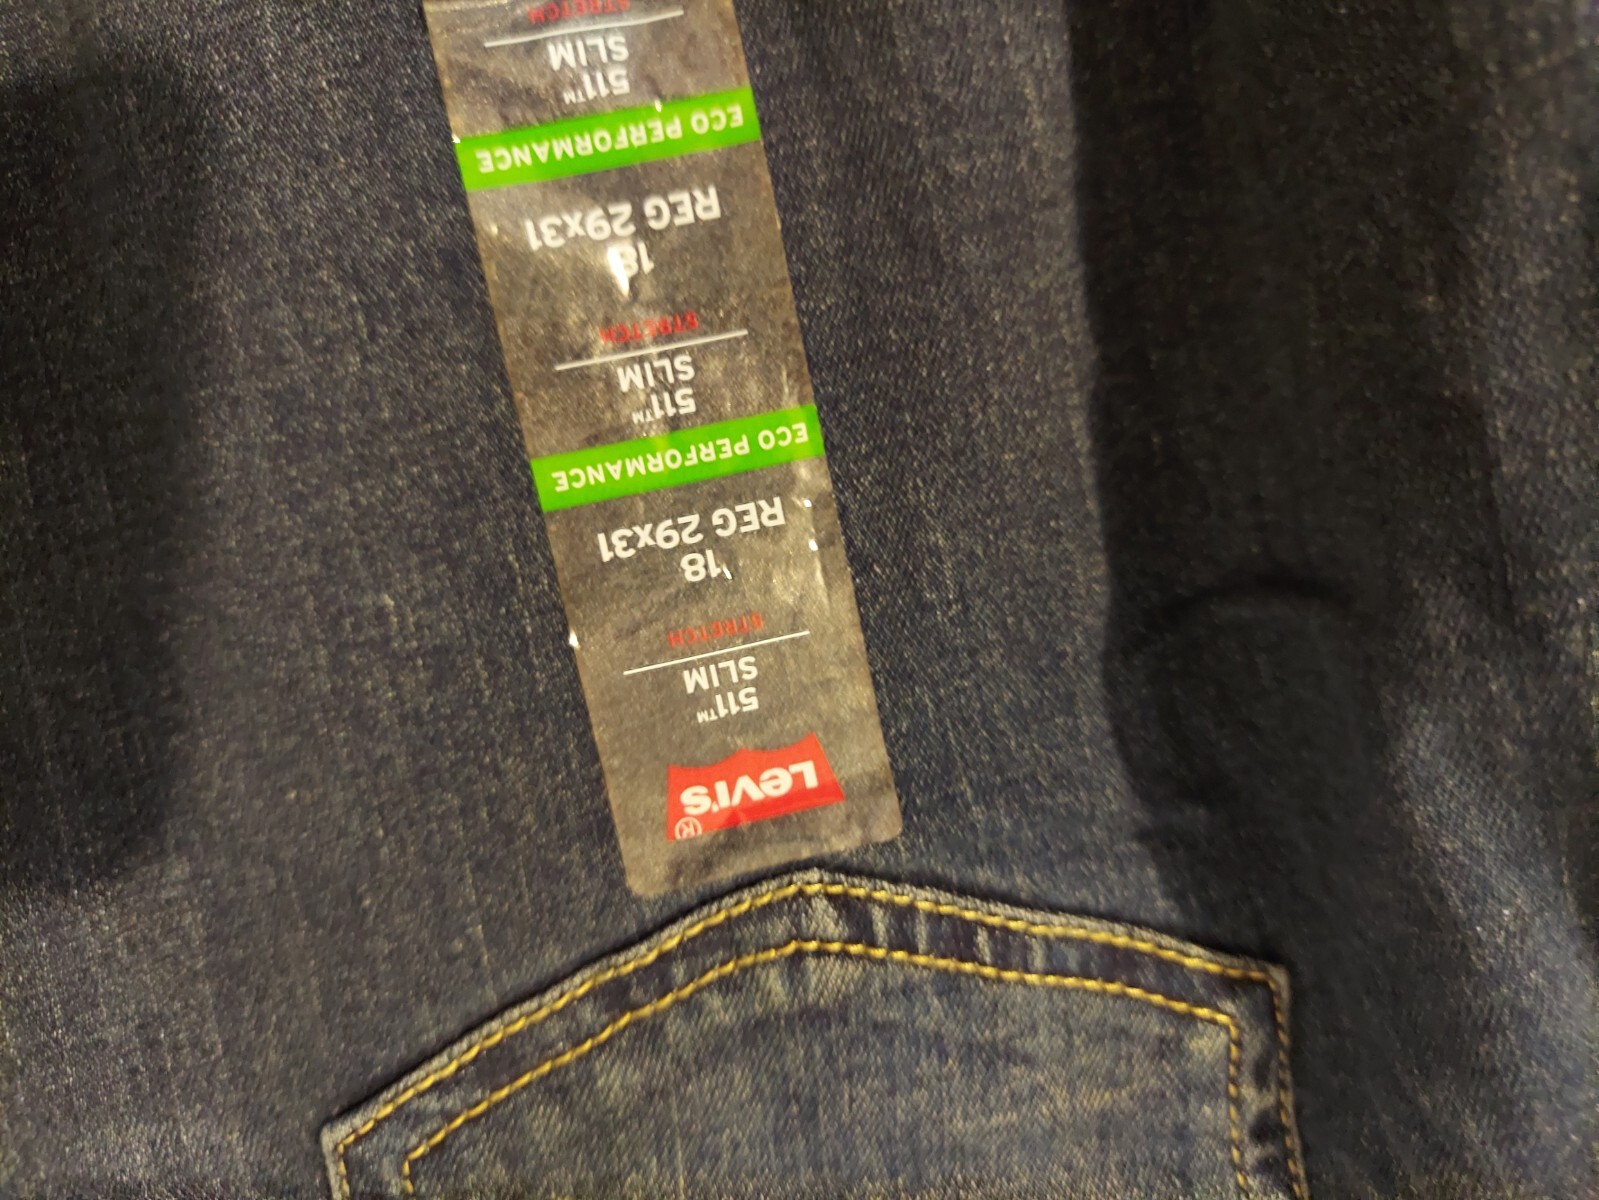 Levi's®
511™
SLIM
STRETCH
18
REG 29x31
ECO PERFORMANCE
511™
SLIM
STRETCH
18
REG 29x31
ECO PERFORMANCE
511™
SLIM
STRETCH